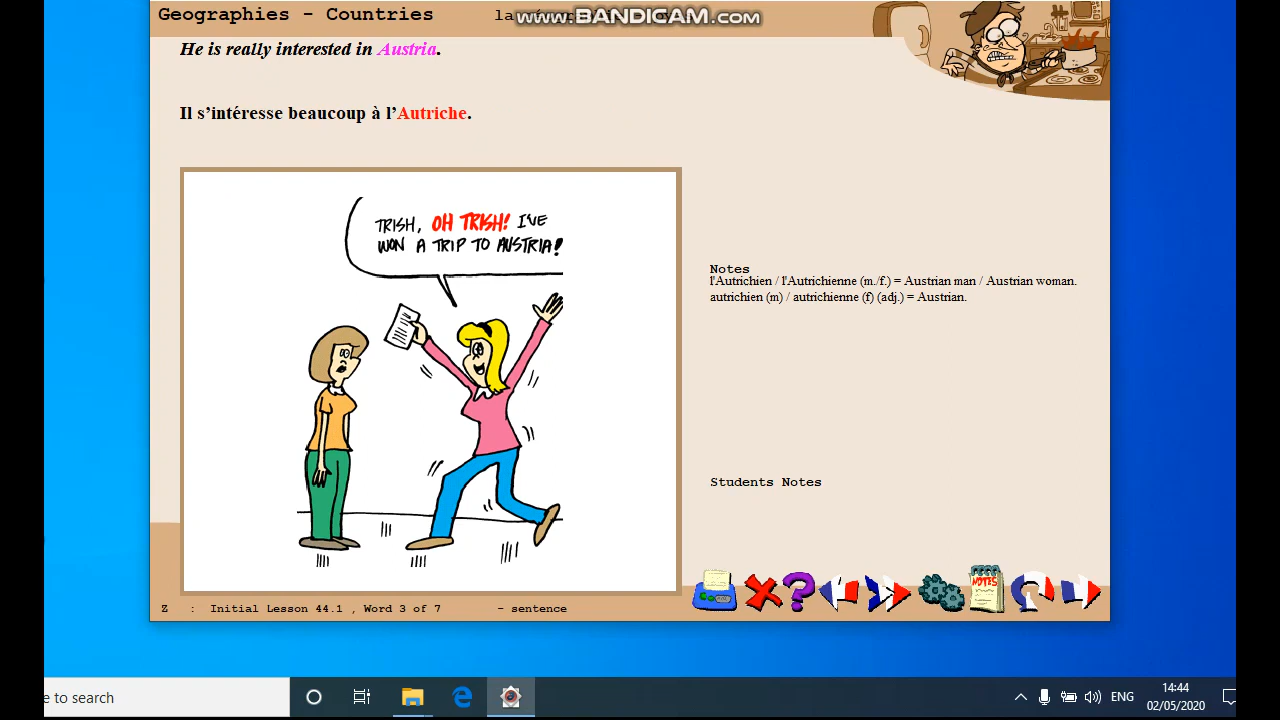 Geographies - Countries
www.BANDICAM.com
He is really interested in Austria.
Il s'intéresse beaucoup à l'Autriche.
TRISH, OH TRISH! I'VE
WON A TRIP TO AUSTRIA!
Notes
l'Autrichien / l'Autrichienne (m./f.) = Austrian man / Austrian woman.
autrichien (m) / autrichienne (f) (adj.) = Austrian.
Students Notes
NOTES
Z : Initial Lesson 44.1 , Word 3 of 7 - sentence
e to search
ENG
14:44
02/05/2020